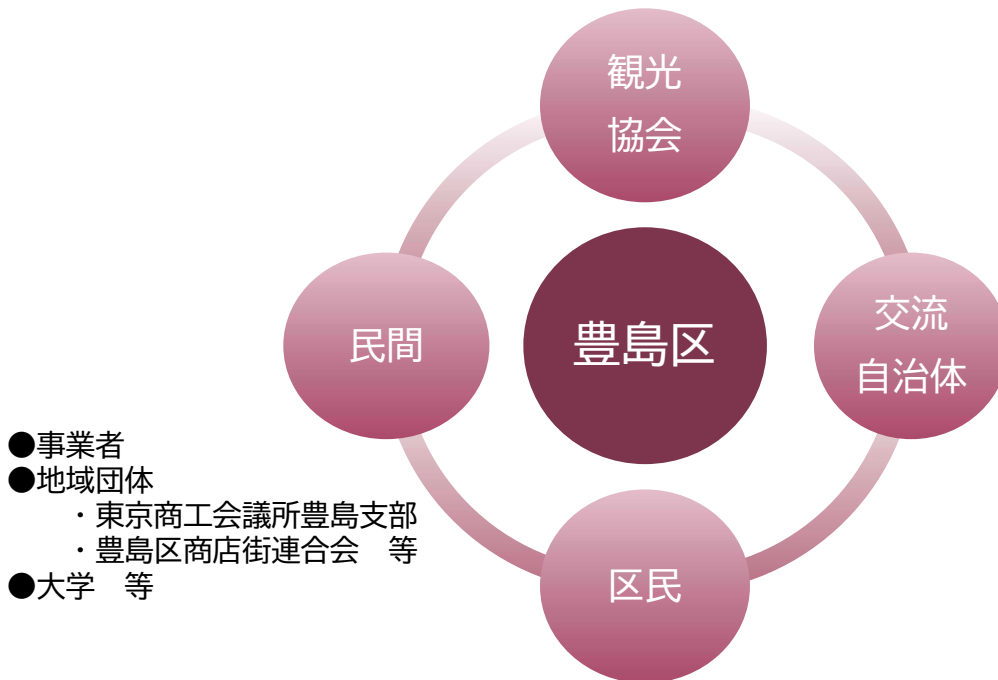 観光
協会
民間
豊島区
交流
自治体
●事業者
●地域団体
・東京商工会議所豊島支部
・豊島区商店街連合会　等
●大学　等
区民